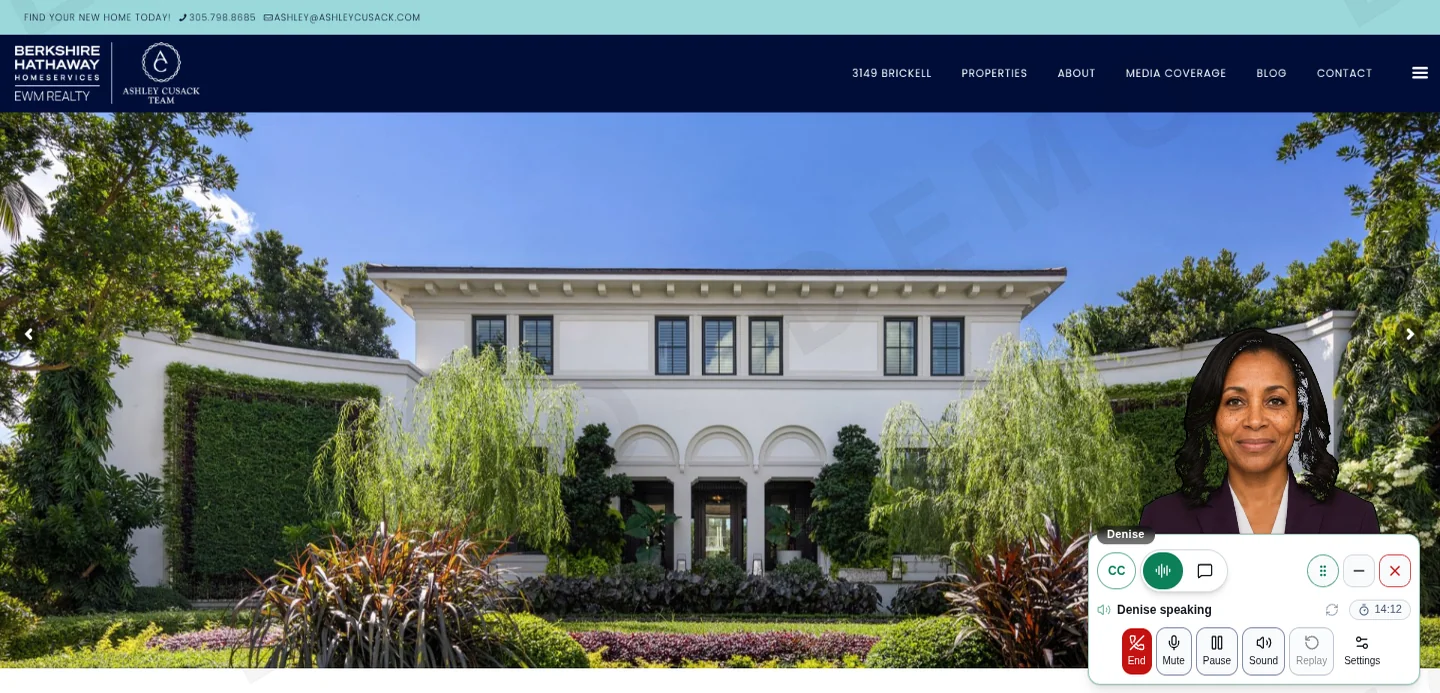 FIND YOUR NEW HOME TODAY! 305.798.8685 ASHLEY@ASHLEYCUSACK.COM
BERKSHIRE
HATHAWAY
HOMESERVICES
EWM REALTY
AC
ASHLEY CUSACK
TEAM
3149 BRICKELL PROPERTIES ABOUT MEDIA COVERAGE BLOG CONTACT
DEMO
Denise
CC
Denise speaking 14:12
End Mute Pause Sound Replay Settings